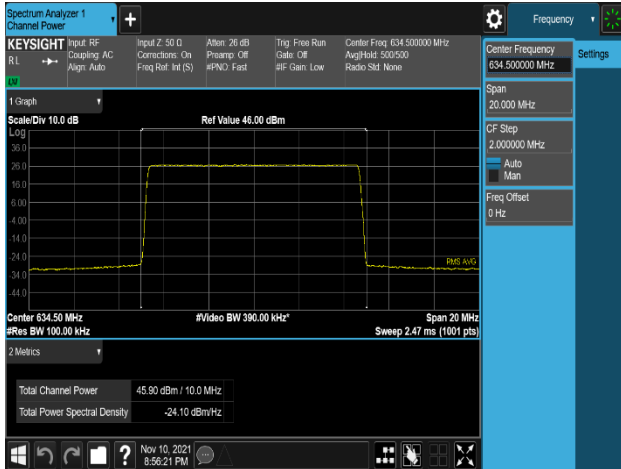 Spectrum Analyzer 1
Channel Power
+
Frequency
KEYSIGHT
RL
LW
Input: RF
Coupling: AC
Align: Auto
Input Z: 50 Ω
Corrections: On
Freq Ref: Int (S)
Atten: 26 dB
Preamp: Off
#PNO: Fast
Trig: Free Run
Gate: Off
#IF Gain: Low
Center Freq: 634.500000 MHz
Avg|Hold: 500/500
Radio Std: None
Center Frequency
634.500000 MHz
Settings
Span
20.000 MHz
CF Step
2.000000 MHz
Auto
Man
Freq Offset
0 Hz
1 Graph
Scale/Div 10.0 dB
Ref Value 46.00 dBm
Log
36.0
26.0
16.0
6.00
-4.00
-14.0
-24.0
-34.0
-44.0
RMS AVG
Center 634.50 MHz
#Video BW 390.00 kHz*
Span 20 MHz
#Res BW 100.00 kHz
Sweep 2.47 ms (1001 pts)
2 Metrics
Total Channel Power 45.90 dBm / 10.0 MHz
Total Power Spectral Density -24.10 dBm/Hz
?
Nov 10, 2021
8:56:21 PM